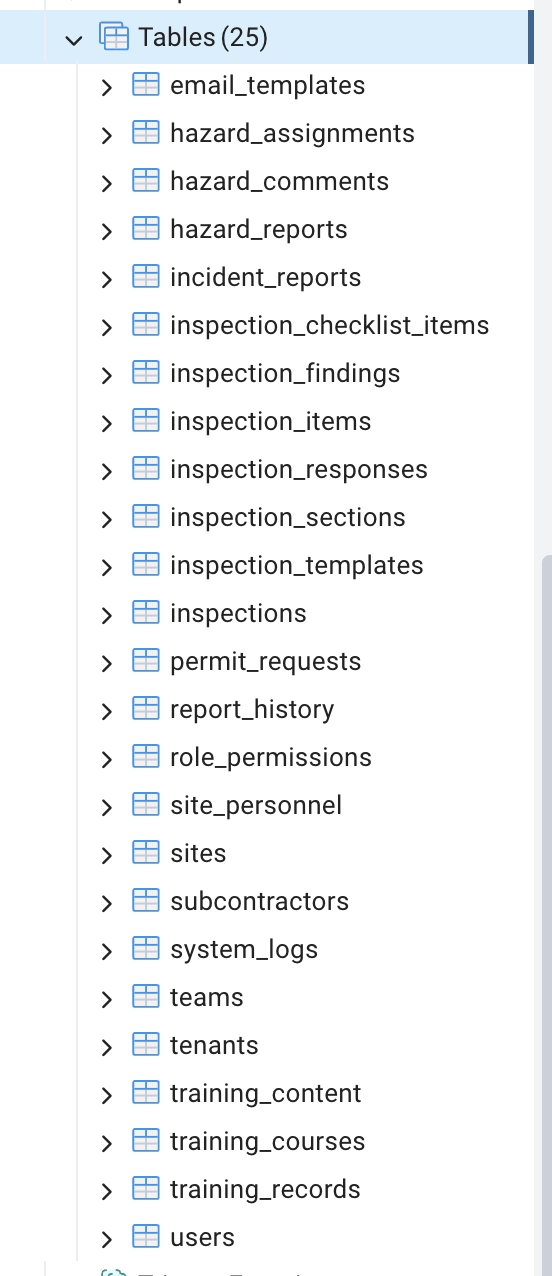 Tables (25)
email_templates
hazard_assignments
hazard_comments
hazard_reports
incident_reports
inspection_checklist_items
inspection_findings
inspection_items
inspection_responses
inspection_sections
inspection_templates
inspections
permit_requests
report_history
role_permissions
site_personnel
sites
subcontractors
system_logs
teams
tenants
training_content
training_courses
training_records
users